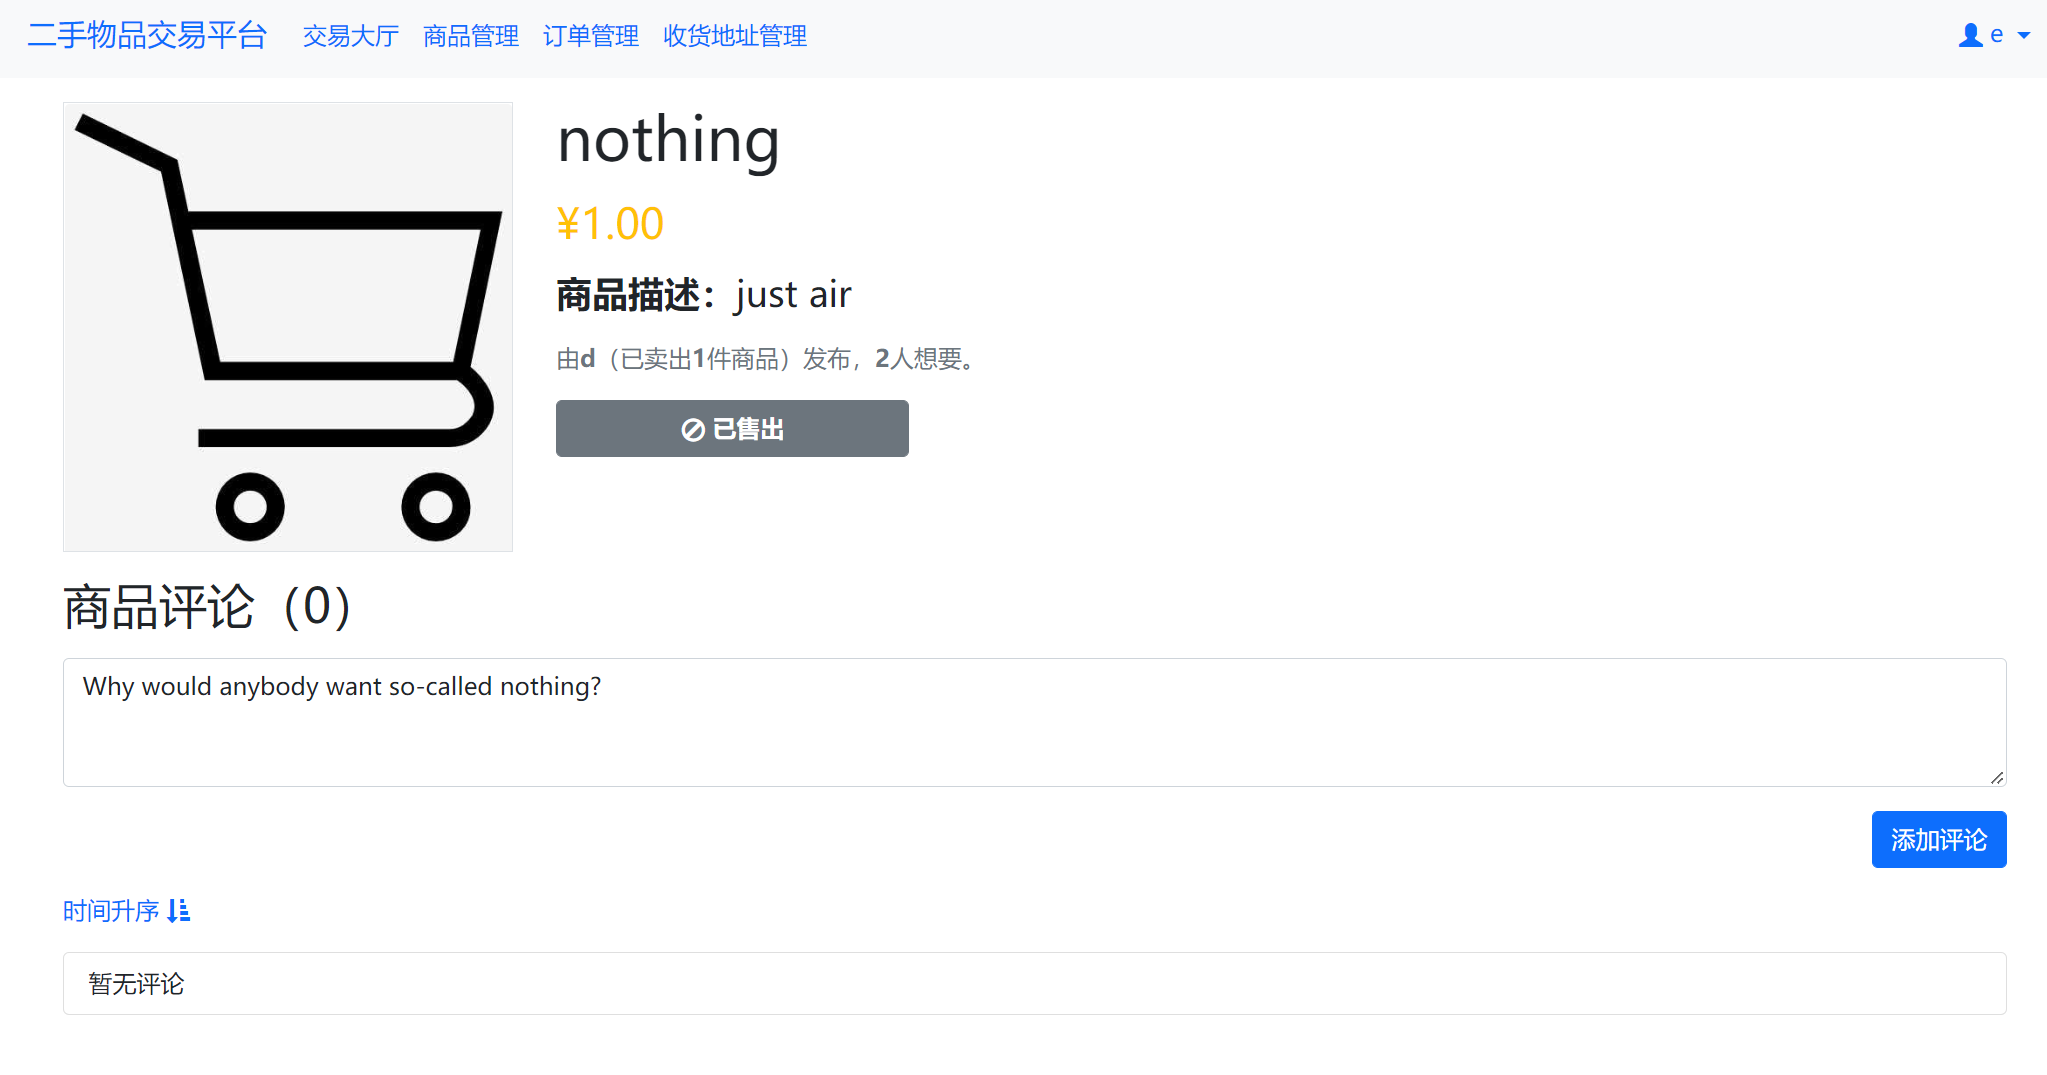 二手物品交易平台 交易大厅 商品管理 订单管理 收货地址管理 e
nothing
¥1.00
商品描述：just air
由d（已卖出1件商品）发布，2人想要。
已售出
商品评论（0）
Why would anybody want so-called nothing?
添加评论
时间升序
暂无评论